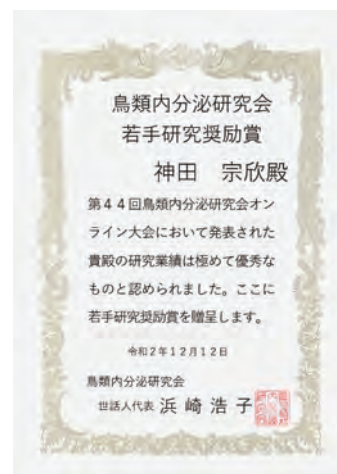 鳥類内分泌研究会
若手研究奨励賞
神田 宗欣殿
第44回鳥類内分泌研究会オン
ライン大会において発表された
貴殿の研究業績は極めて優秀な
ものと認められました。ここに
若手研究奨励賞を贈呈します。
令和2年12月12日
鳥類内分泌研究会
世話人代表 浜崎浩子